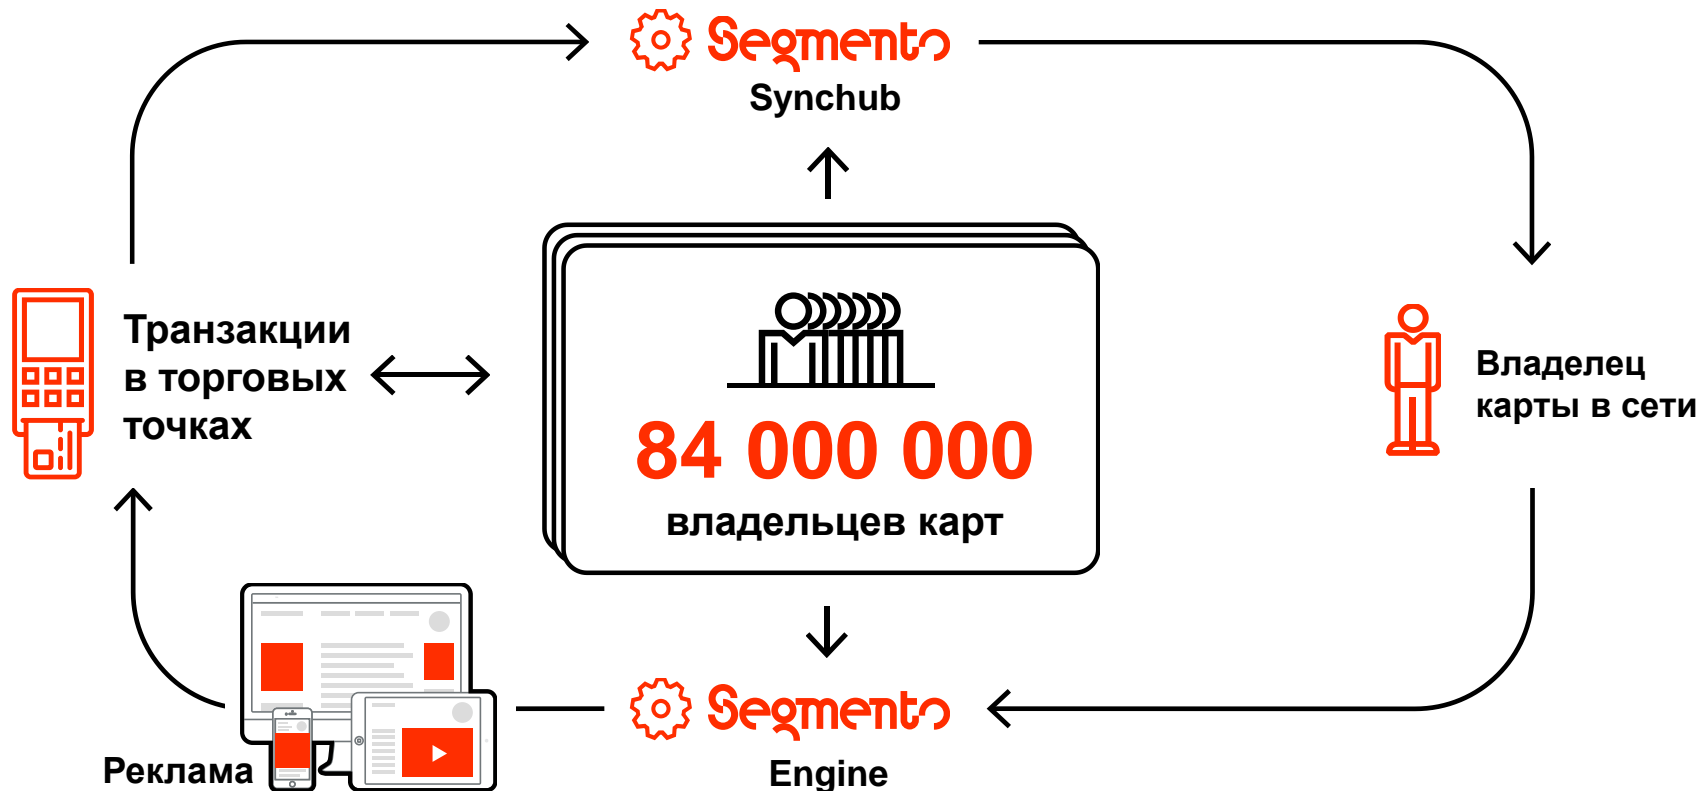 Segmento
Synchub
Транзакции
в торговых
точках
84 000 000
владельцев карт
Владелец
карты в сети
Segmento
Engine
Реклама